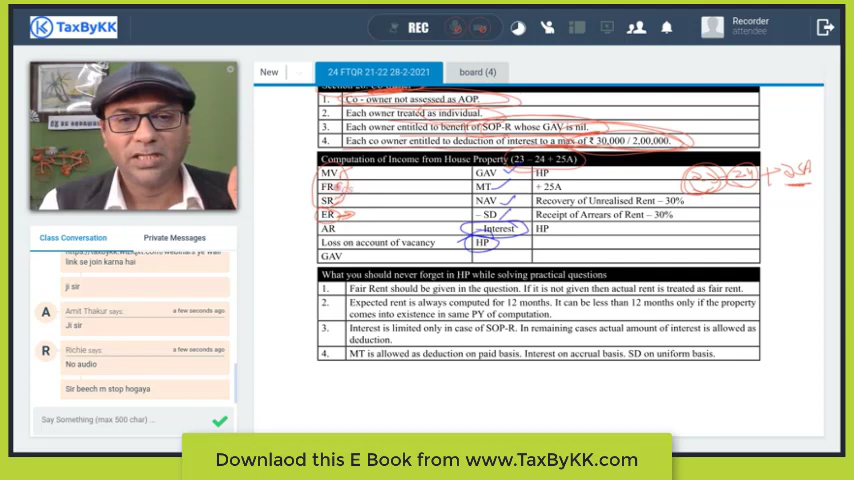 TaxByKK
REC
Recorder
attendee
New
24 FTQR 21-22 28-2-2021
board (4)
1. Co - owner not assessed as AOP.
2. Each owner treated as individual.
3. Each owner entitled to benefit of SOP-R whose GAV is nil.
4. Each co owner entitled to deduction of interest to a max of ₹ 30,000 / 2,00,000.
Computation of Income from House Property (23 – 24 + 25A)
23 - 24 + 25A
MV GAV HP
FR MT + 25A
SR NAV Recovery of Unrealised Rent – 30%
ER – SD Receipt of Arrears of Rent – 30%
AR – Interest HP
Loss on account of vacancy HP
GAV
What you should never forget in HP while solving practical questions
1. Fair Rent should be given in the question. If it is not given then actual rent is treated as fair rent.
2. Expected rent is always computed for 12 months. It can be less than 12 months only if the property
comes into existence in same PY of computation.
3. Interest is limited only in case of SOP-R. In remaining cases actual amount of interest is allowed as
deduction.
4. MT is allowed as deduction on paid basis. Interest on accrual basis. SD on uniform basis.
Class Conversation
Private Messages
link se join karna hai
ji sir
A
Amit Thakur says: a few seconds ago
Ji sir
R
Richie says: a few seconds ago
No audio
Sir beech m stop hogaya
Say Something (max 500 char) ...
Downlaod this E Book from www.TaxByKK.com